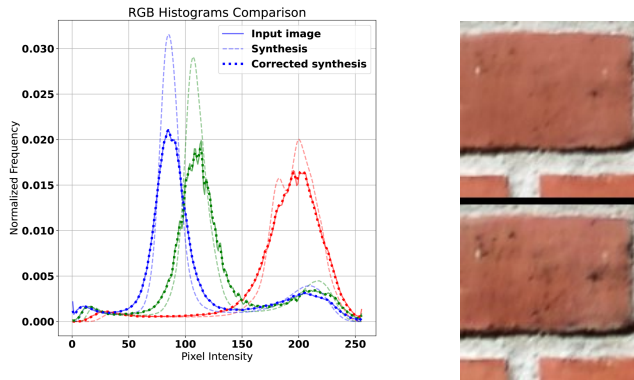 RGB Histograms Comparison
Input image
Synthesis
Corrected synthesis
Normalized Frequency
0.030
0.025
0.020
0.015
0.010
0.005
0.000
0
50
100
150
200
250
Pixel Intensity